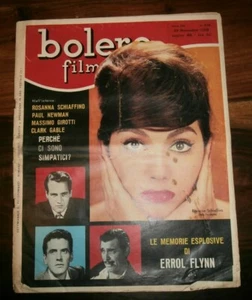 bolero
film
ROSANNA SCHIAFFINO
PAUL NEWMAN
MASSIMO GIROTTI
CLARK GABLE
PERCHÉ
CI SONO
SIMPATICI?
LE MEMORIE ESPLOSIVE
DI
ERROL FLYNN